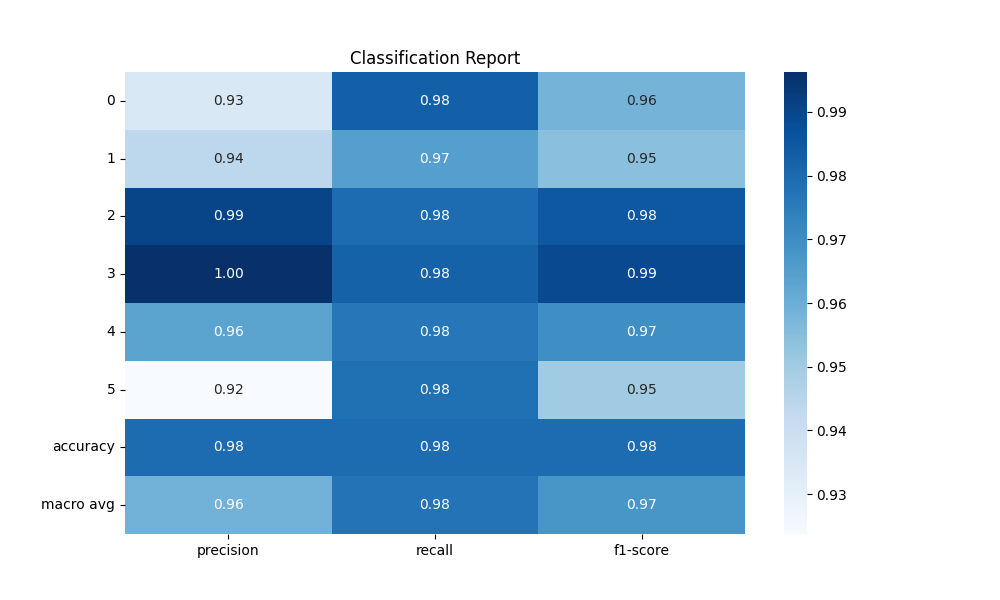 Classification Report
0 0.93 0.98 0.96
1 0.94 0.97 0.95
2 0.99 0.98 0.98
3 1.00 0.98 0.99
4 0.96 0.98 0.97
5 0.92 0.98 0.95
accuracy 0.98 0.98 0.98
macro avg 0.96 0.98 0.97
precision recall f1-score
0.99
0.98
0.97
0.96
0.95
0.94
0.93